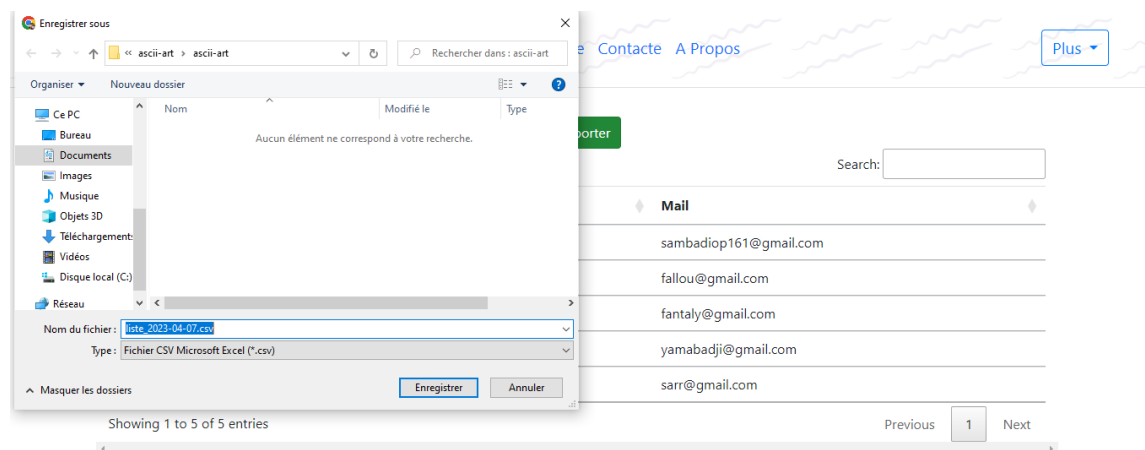 Enregistrer sous
« ascii-art › ascii-art
Rechercher dans : ascii-art
Organiser
Nouveau dossier
Ce PC
Bureau
Documents
Images
Musique
Objets 3D
Téléchargement
Vidéos
Disque local (C:)
Réseau
Nom
Modifié le
Type
Aucun élément ne correspond à votre recherche.
Nom du fichier : liste_2023-04-07.csv
Type : Fichier CSV Microsoft Excel (*.csv)
Masquer les dossiers
Enregistrer
Annuler
e Contacte A Propos
Plus
porter
Search:
Mail
sambadiop161@gmail.com
fallou@gmail.com
fantaly@gmail.com
yamabadji@gmail.com
sarr@gmail.com
Showing 1 to 5 of 5 entries
Previous 1 Next